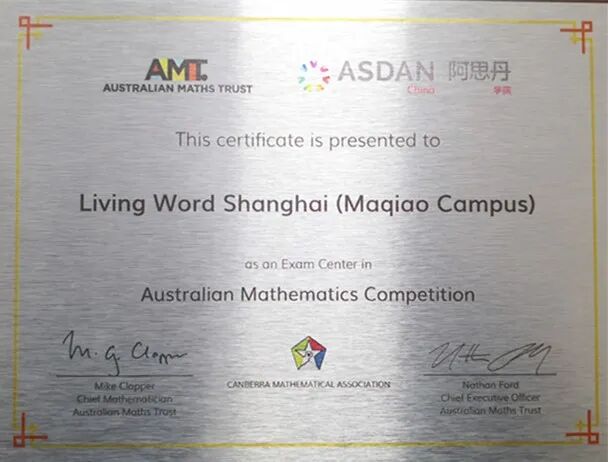 AMT.
AUSTRALIAN MATHS TRUST
ASDAN 阿思丹
China
This certificate is presented to
Living Word Shanghai (Maqiao Campus)
as an Exam Center in
Australian Mathematics Competition
M. G. Clapper
Mike Clapper
Chief Mathematician
Australian Maths Trust
CANBERRA MATHEMATICAL ASSOCIATION
Nathan Ford
Chief Executive Officer
Australian Maths Trust